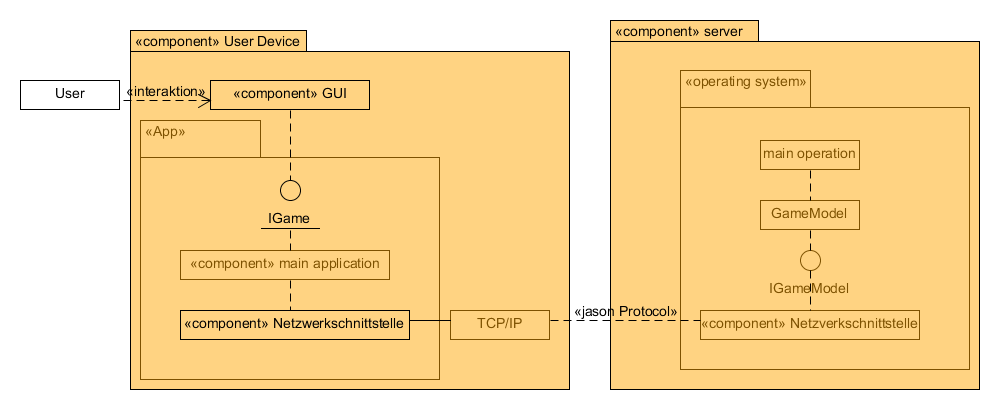 «component» User Device
«component» server
«operating system»
User
«interaktion»
«component» GUI
«App»
main operation
IGame
GameModel
«component» main application
IGameModel
«component» Netzwerkschnittstelle
TCP/IP
«jason Protocol»
«component» Netzverkschnittstelle